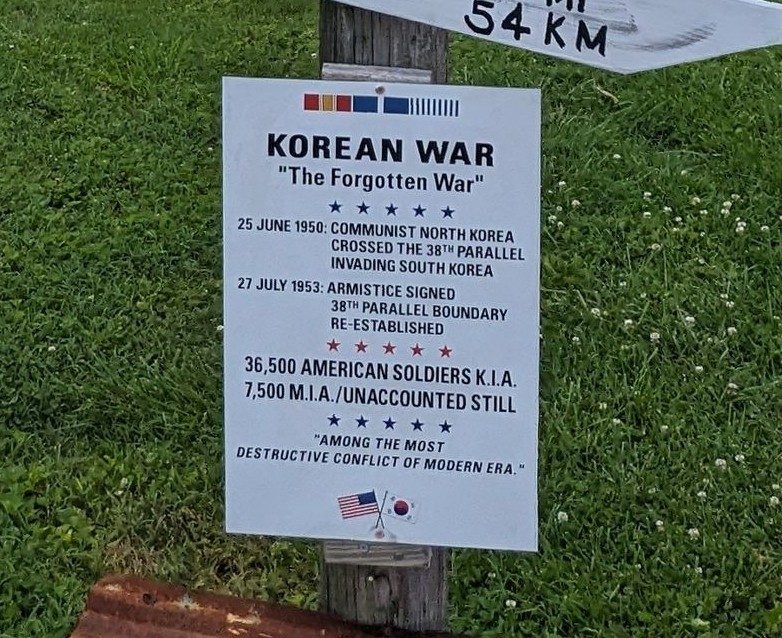 MI
54 KM
KOREAN WAR
"The Forgotten War"
25 JUNE 1950: COMMUNIST NORTH KOREA
CROSSED THE 38TH PARALLEL
INVADING SOUTH KOREA
27 JULY 1953: ARMISTICE SIGNED
38TH PARALLEL BOUNDARY
RE-ESTABLISHED
36,500 AMERICAN SOLDIERS K.I.A.
7,500 M.I.A./UNACCOUNTED STILL
"AMONG THE MOST
DESTRUCTIVE CONFLICT OF MODERN ERA."